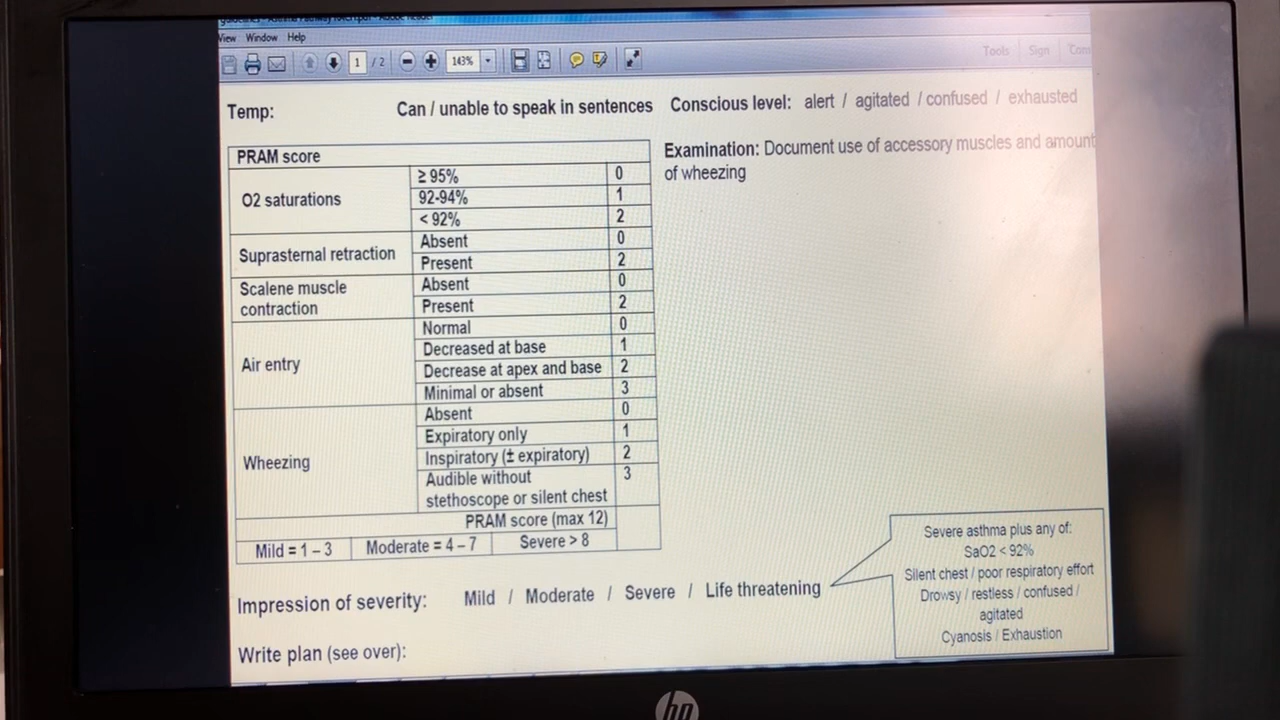 View Window Help
1 / 2 143% Tools Sign
Temp: Can / unable to speak in sentences Conscious level: alert / agitated / confused / exhausted
Examination: Document use of accessory muscles and amount
of wheezing
PRAM score
O2 saturations
≥ 95% 0
92-94% 1
< 92% 2
Suprasternal retraction
Absent 0
Present 2
Scalene muscle
contraction
Absent 0
Present 2
Air entry
Normal 0
Decreased at base 1
Decrease at apex and base 2
Minimal or absent 3
Wheezing
Absent 0
Expiratory only 1
Inspiratory (± expiratory) 2
Audible without
stethoscope or silent chest 3
PRAM score (max 12)
Mild = 1 – 3 Moderate = 4 – 7 Severe > 8
Impression of severity: Mild / Moderate / Severe / Life threatening
Severe asthma plus any of:
SaO2 < 92%
Silent chest / poor respiratory effort
Drowsy / restless / confused /
agitated
Cyanosis / Exhaustion
Write plan (see over):
hp